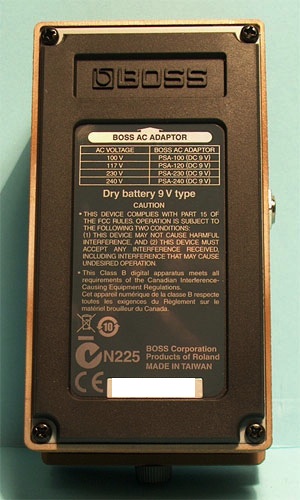 BOSS
BOSS AC ADAPTOR
AC VOLTAGE BOSS AC ADAPTOR
100 V PSA-100 (DC 9 V)
117 V PSA-120 (DC 9 V)
230 V PSA-230 (DC 9 V)
240 V PSA-240 (DC 9 V)
Dry battery 9 V type
CAUTION
• THIS DEVICE COMPLIES WITH PART 15 OF
THE FCC RULES. OPERATION IS SUBJECT TO
THE FOLLOWING TWO CONDITIONS:
(1) THIS DEVICE MAY NOT CAUSE HARMFUL
INTERFERENCE, AND (2) THIS DEVICE MUST
ACCEPT ANY INTERFERENCE RECEIVED,
INCLUDING INTERFERENCE THAT MAY CAUSE
UNDESIRED OPERATION.
• This Class B digital apparatus meets all
requirements of the Canadian Interference-
Causing Equipment Regulations.
Cet appareil numérique de la classe B respecte
toutes les exigences du Règlement sur le
matériel brouilleur du Canada.
10
N225
BOSS Corporation
Products of Roland
MADE IN TAIWAN
CE